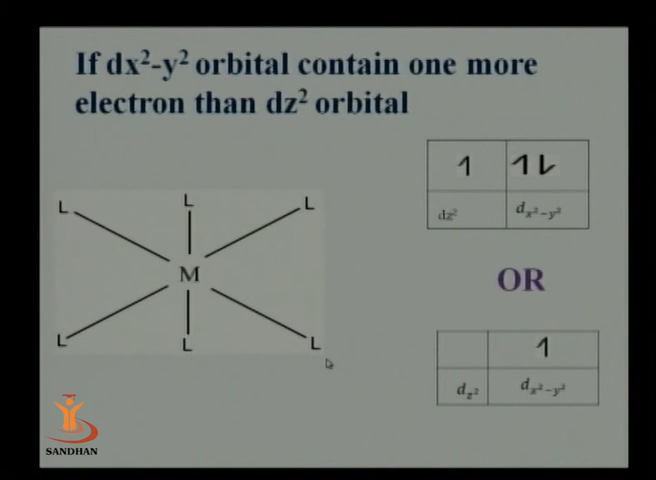 If dx²-y² orbital contain one more
electron than dz² orbital
1 1⇂
dz² dx²-y²
L L L
M
L L L
OR
1
dz² dx²-y²
SANDHAN